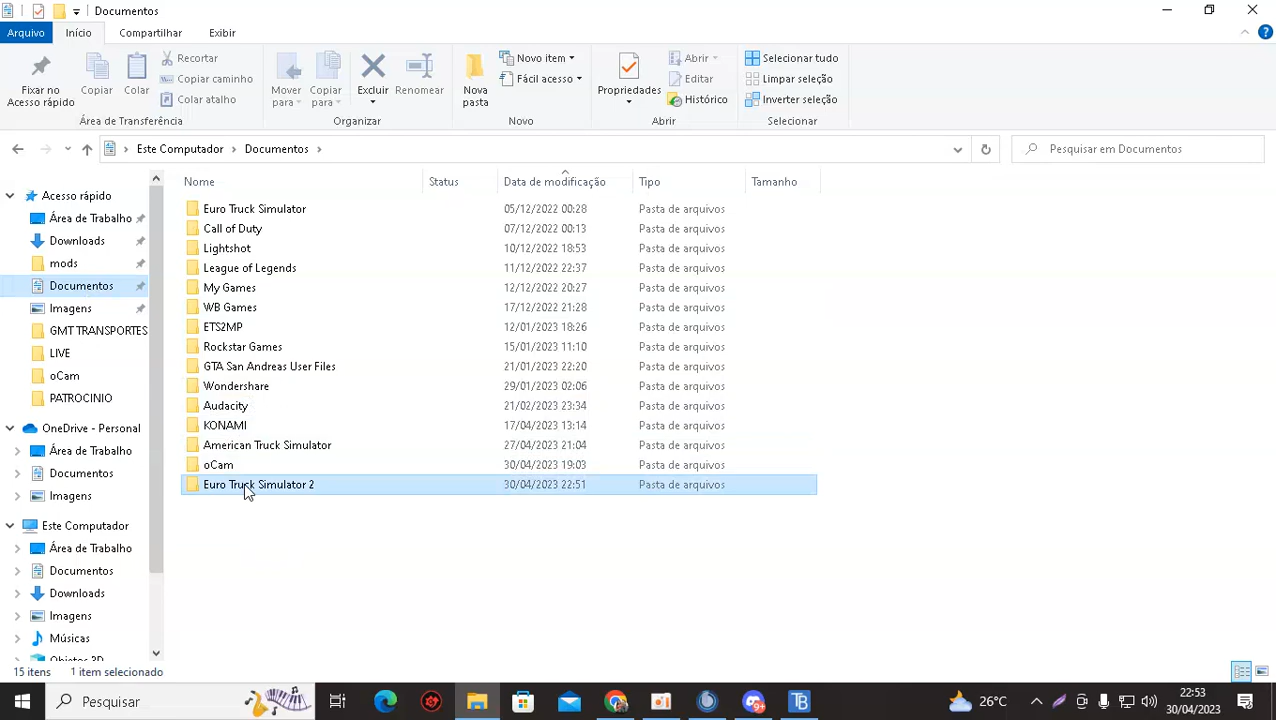 Documentos
Arquivo Início Compartilhar Exibir
Fixar no Acesso rápido
Copiar
Colar
Recortar
Copiar caminho
Colar atalho
Área de Transferência
Mover para
Copiar para
Excluir
Renomear
Organizar
Nova pasta
Novo item
Fácil acesso
Novo
Propriedades
Abrir
Editar
Histórico
Abrir
Selecionar tudo
Limpar seleção
Inverter seleção
Selecionar
Este Computador > Documentos >
Pesquisar em Documentos
Acesso rápido
Área de Trabalho
Downloads
mods
Documentos
Imagens
GMT TRANSPORTES
LIVE
oCam
PATROCINIO
OneDrive - Personal
Área de Trabalho
Documentos
Imagens
Este Computador
Área de Trabalho
Documentos
Downloads
Imagens
Músicas
Objetos 3D
Nome Status Data de modificação Tipo Tamanho
Euro Truck Simulator 05/12/2022 00:28 Pasta de arquivos
Call of Duty 07/12/2022 00:13 Pasta de arquivos
Lightshot 10/12/2022 18:53 Pasta de arquivos
League of Legends 11/12/2022 22:37 Pasta de arquivos
My Games 12/12/2022 20:27 Pasta de arquivos
WB Games 17/12/2022 21:28 Pasta de arquivos
ETS2MP 12/01/2023 18:26 Pasta de arquivos
Rockstar Games 15/01/2023 11:10 Pasta de arquivos
GTA San Andreas User Files 21/01/2023 22:20 Pasta de arquivos
Wondershare 29/01/2023 02:06 Pasta de arquivos
Audacity 21/02/2023 23:34 Pasta de arquivos
KONAMI 17/04/2023 13:14 Pasta de arquivos
American Truck Simulator 27/04/2023 21:04 Pasta de arquivos
oCam 30/04/2023 19:03 Pasta de arquivos
Euro Truck Simulator 2 30/04/2023 22:51 Pasta de arquivos
15 itens 1 item selecionado
Pesquisar
TB
26°C
22:53
30/04/2023